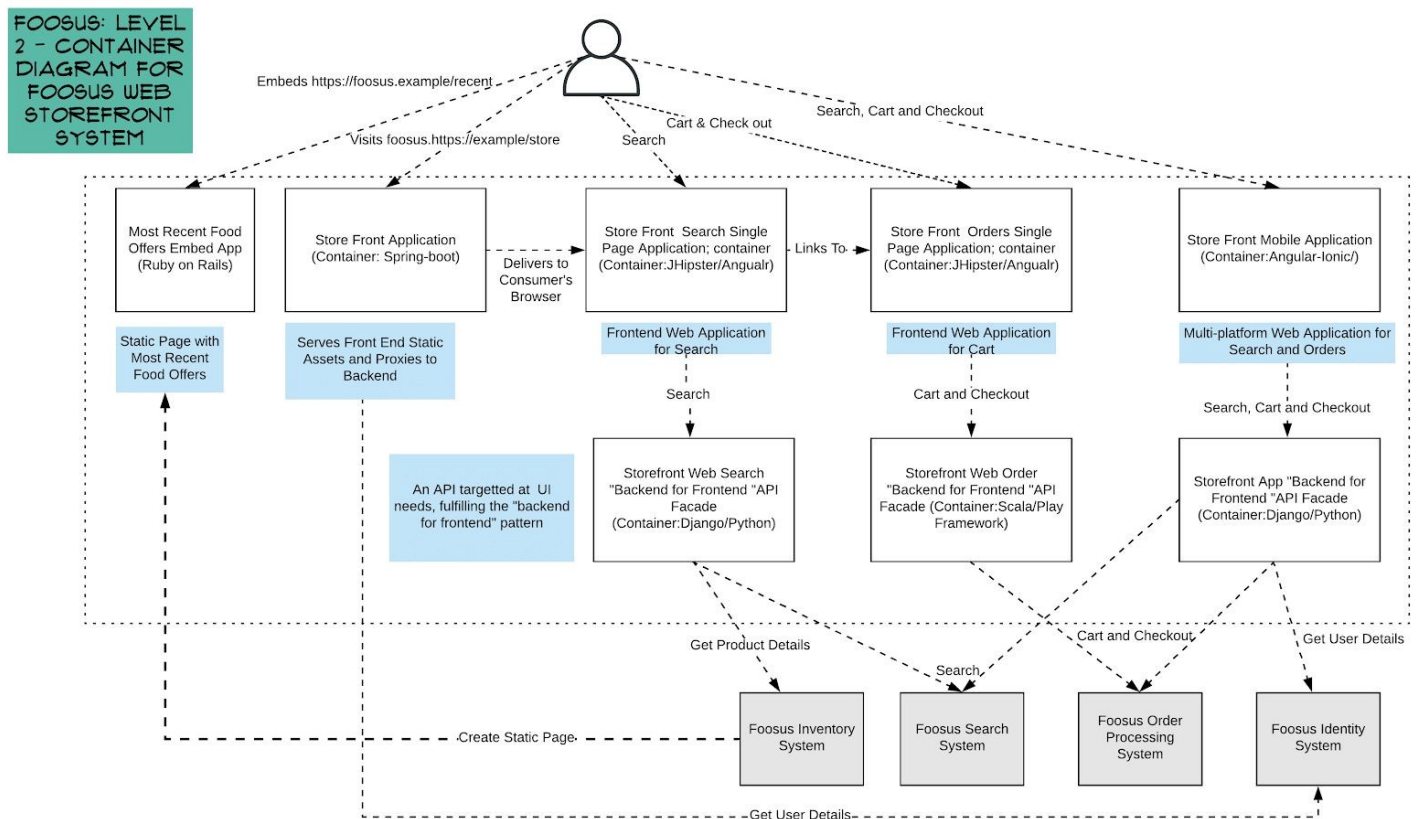 FOOSUS: LEVEL
2 - CONTAINER
DIAGRAM FOR
FOOSUS WEB
STOREFRONT
SYSTEM
Embeds https://foosus.example/recent
Visits foosus.https://example/store
Search
Cart & Check out
Search, Cart and Checkout
Most Recent Food
Offers Embed App
(Ruby on Rails)
Store Front Application
(Container: Spring-boot)
Delivers to
Consumer's
Browser
Store Front  Search Single
Page Application; container
(Container:JHipster/Angualr)
Links To
Store Front  Orders Single
Page Application; container
(Container:JHipster/Angualr)
Store Front Mobile Application
(Container:Angular-Ionic/)
Static Page with
Most Recent
Food Offers
Serves Front End Static
Assets and Proxies to
Backend
Frontend Web Application
for Search
Frontend Web Application
for Cart
Multi-platform Web Application for
Search and Orders
Search
Cart and Checkout
Search, Cart and Checkout
An API targetted at  UI
needs, fulfilling the "backend
for frontend" pattern
Storefront Web Search
"Backend for Frontend "API
Facade
(Container:Django/Python)
Storefront Web Order
"Backend for Frontend "API
Facade (Container:Scala/Play
Framework)
Storefront App "Backend for
Frontend "API Facade
(Container:Django/Python)
Get Product Details
Search
Cart and Checkout
Get User Details
Create Static Page
Foosus Inventory
System
Foosus Search
System
Foosus Order
Processing
System
Foosus Identity
System
Get User Details